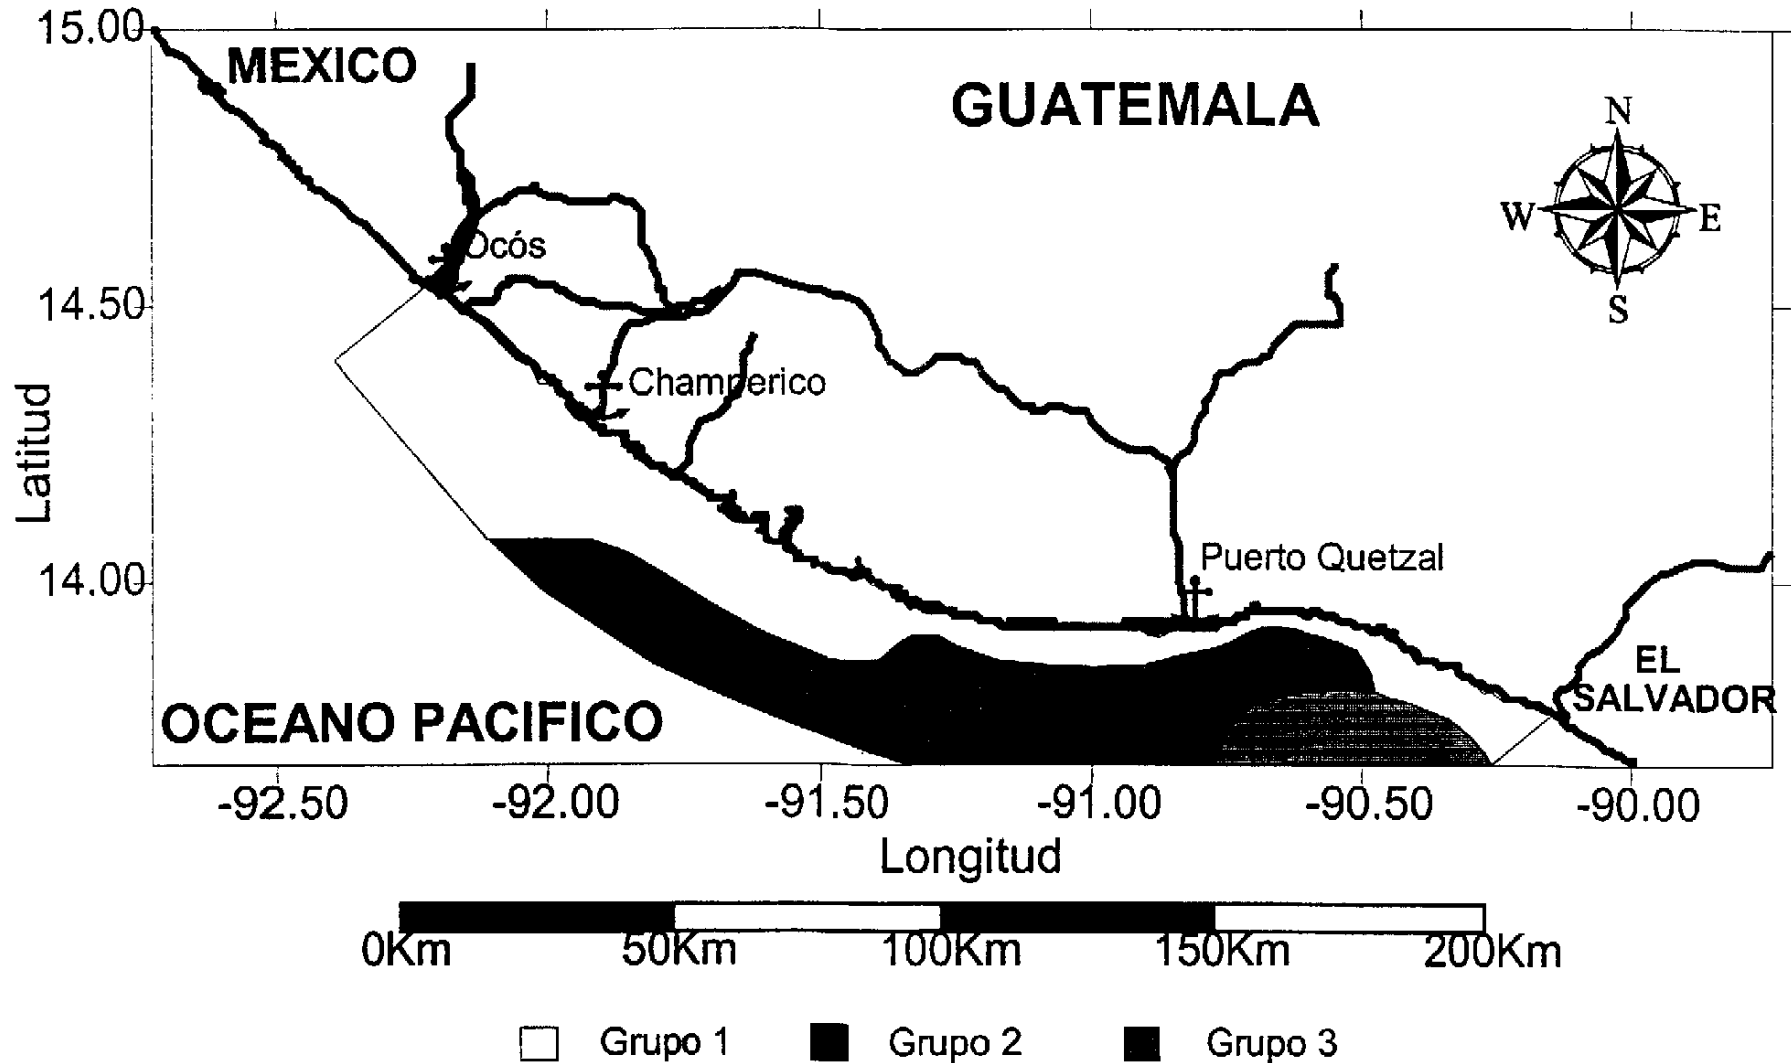 15.00
MEXICO
GUATEMALA
N
W
E
S
Ocós
14.50
Champerico
Latitud
14.00
Puerto Quetzal
EL
SALVADOR
OCEANO PACIFICO
-92.50
-92.00
-91.50
-91.00
-90.50
-90.00
Longitud
0Km
50Km
100Km
150Km
200Km
Grupo 1
Grupo 2
Grupo 3